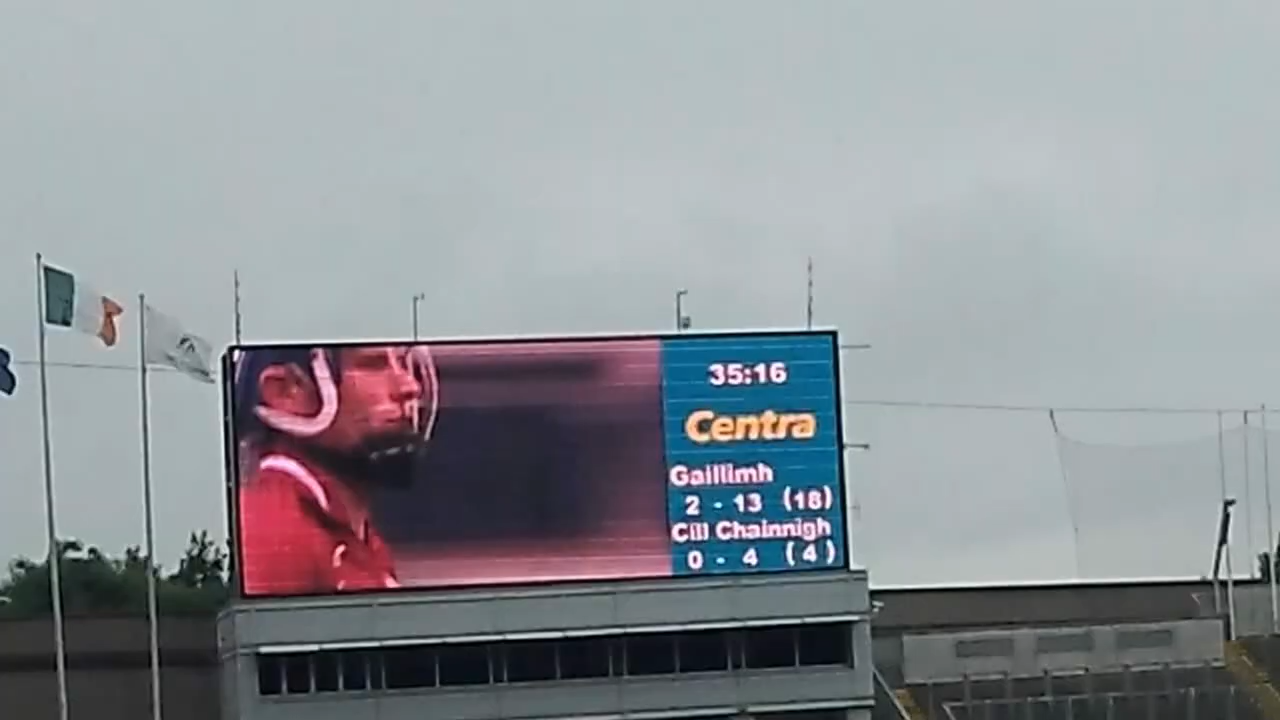 35:16
Centra
Gaillimh
2 - 13 (18)
Cill Chainnigh
0 - 4 (4)